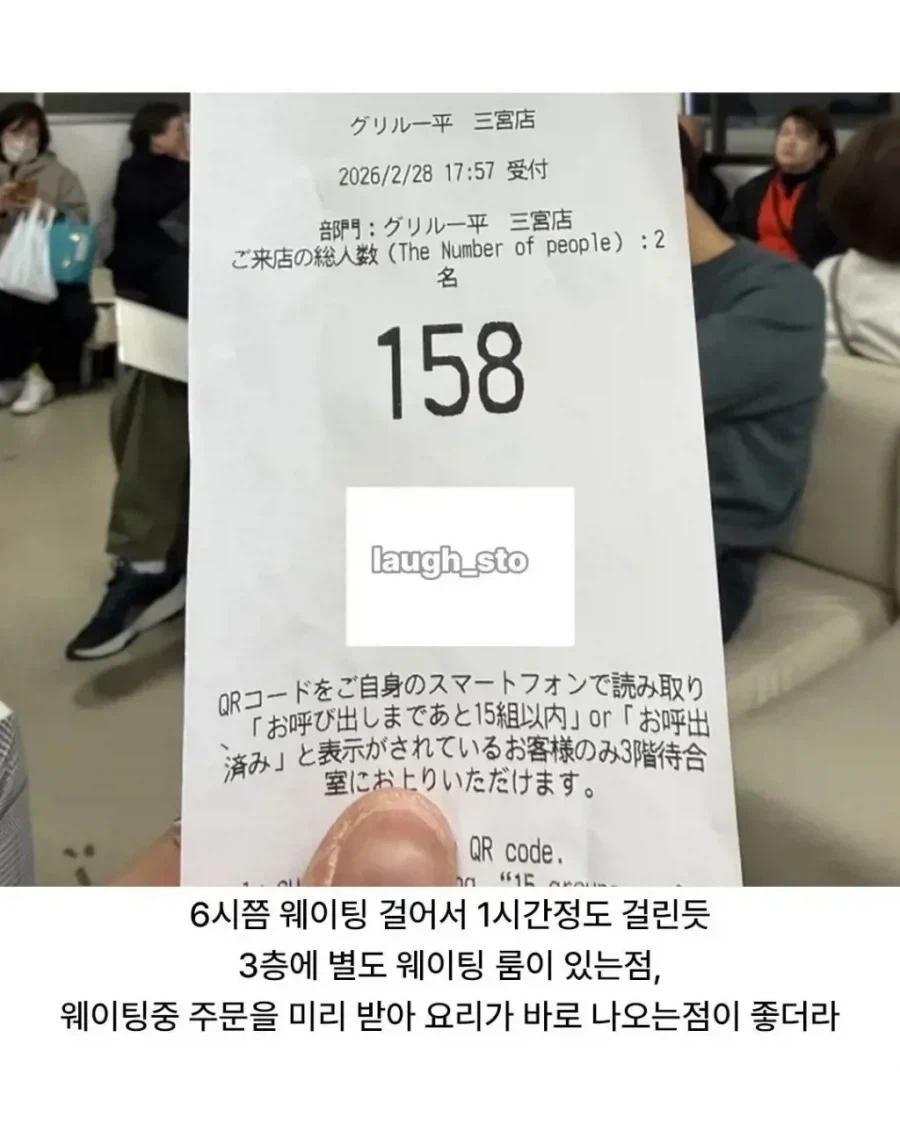 グリル一平　三宮店
2026/2/28 17:57 受付
部門：グリル一平　三宮店
ご来店の総人数(The Number of people) :2
名
158
laugh_sto
QRコードをご自身のスマートフォンで読み取り
、「お呼び出しまであと15組以内」or「お呼出
済み」と表示がされているお客様のみ3階待合
室にお上りいただけます。
QR code.
“15
6시쯤 웨이팅 걸어서 1시간정도 걸린듯
3층에 별도 웨이팅 룸이 있는점,
웨이팅중 주문을 미리 받아 요리가 바로 나오는점이 좋더라